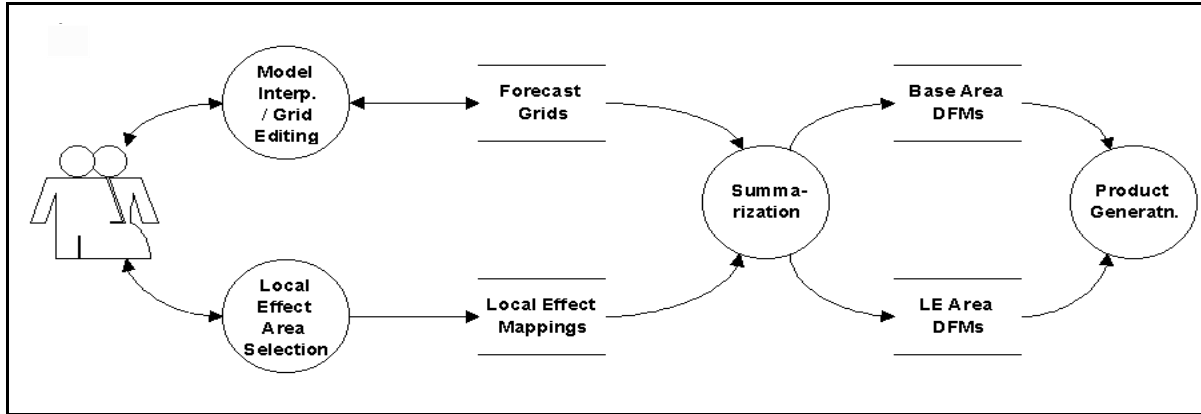 Model
Interp.
/ Grid
Editing
Forecast
Grids
Base Area
DFMs
Summa-
rization
Product
Generatn.
Local
Effect
Area
Selection
Local Effect
Mappings
LE Area
DFMs